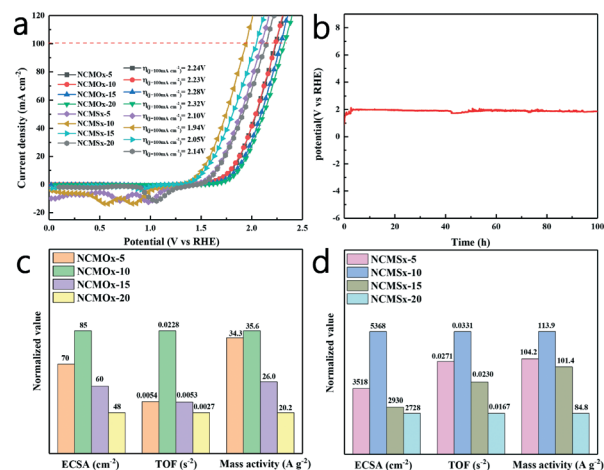 a
Current density (mA cm⁻²)
120
100
80
60
40
20
0
-20
0.0
0.5
1.0
1.5
2.0
2.5
Potential (V vs RHE)
NCMOx-5
NCMOx-10
NCMOx-15
NCMOx-20
NCMSx-5
NCMSx-10
NCMSx-15
NCMSx-20
η(j=100mA cm⁻²)= 2.24V
η(j=100mA cm⁻²)= 2.23V
η(j=100mA cm⁻²)= 2.28V
η(j=100mA cm⁻²)= 2.32V
η(j=100mA cm⁻²)= 2.10V
η(j=100mA cm⁻²)= 1.94V
η(j=100mA cm⁻²)= 2.05V
η(j=100mA cm⁻²)= 2.14V
b
potential(V vs RHE)
8
6
4
2
0
-2
-4
-6
0
20
40
60
80
100
Time (h)
c
Normalized value
NCMOx-5
NCMOx-10
NCMOx-15
NCMOx-20
70
85
60
48
0.0054
0.0228
0.0053
0.0027
34.3
35.6
26.0
20.2
ECSA (cm⁻²)
TOF (s⁻²)
Mass activity (A g⁻²)
d
Normalized value
NCMSx-5
NCMSx-10
NCMSx-15
NCMSx-20
3518
5368
2930
2728
0.0271
0.0331
0.0230
0.0167
104.2
113.9
101.4
84.8
ECSA (cm⁻²)
TOF (s⁻²)
Mass activity (A g⁻²)